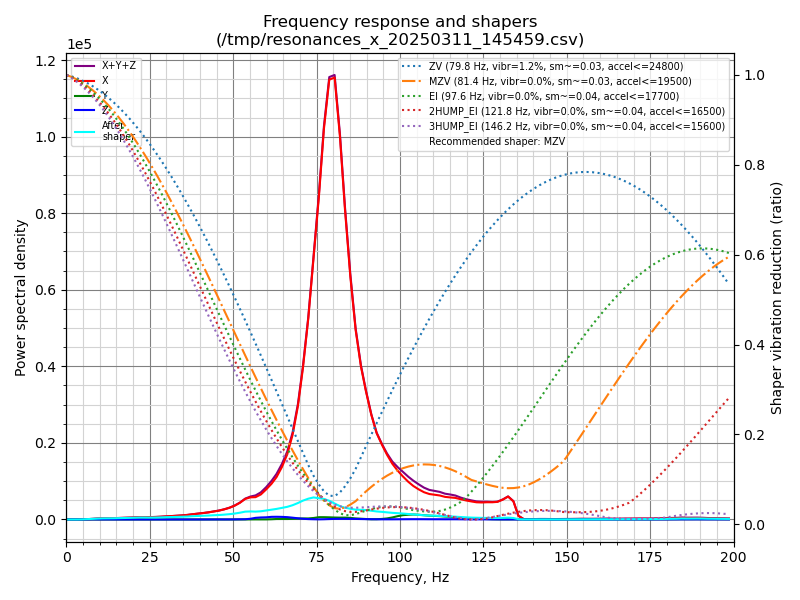 Frequency response and shapers
(/tmp/resonances_x_20250311_145459.csv)
1e5
X+Y+Z
X
Y
Z
After
shaper
ZV (79.8 Hz, vibr=1.2%, sm~=0.03, accel<=24800)
MZV (81.4 Hz, vibr=0.0%, sm~=0.03, accel<=19500)
EI (97.6 Hz, vibr=0.0%, sm~=0.04, accel<=17700)
2HUMP_EI (121.8 Hz, vibr=0.0%, sm~=0.04, accel<=16500)
3HUMP_EI (146.2 Hz, vibr=0.0%, sm~=0.04, accel<=15600)
Recommended shaper: MZV
1.2
1.0
0.8
0.6
0.4
0.2
0.0
Power spectral density
1.0
0.8
0.6
0.4
0.2
0.0
Shaper vibration reduction (ratio)
0 25 50 75 100 125 150 175 200
Frequency, Hz